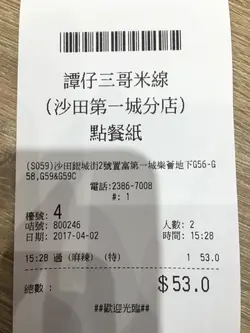 譚仔三哥米線
(沙田第一城分店)
點餐紙
(S059)沙田銀城街2號置富第一城樂薈地下G56-G
58,G59&G59C
電話:2386-7008
#: 1
檯號: 4
咭號: 800246 人數: 2
日期: 2017-04-02 時間: 15:28
15:28 過 (麻辣) (特) 1 53.0
總數 : $53.0
##歡迎光臨##